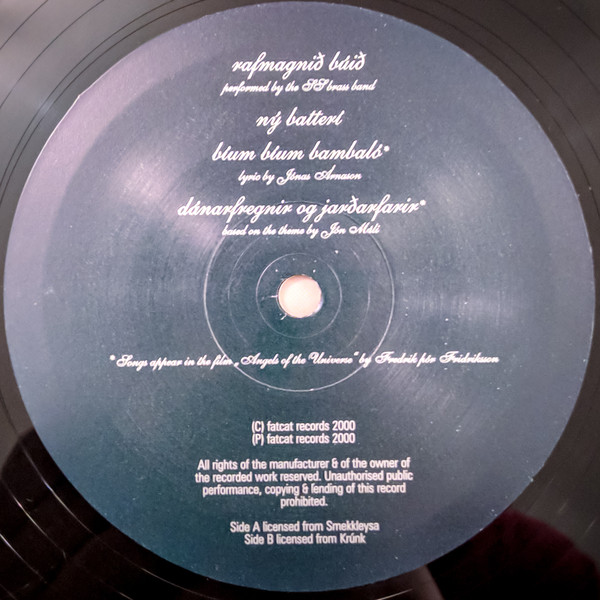 rafmagnið búið
performed by the SS brass band
ný batterí
bíum bíum bambaló*
lyric by Jónas Árnason
dánarfregnir og jarðarfarir*
based on the theme by Jón Múli
*Songs appear in the film „Angels of the Universe" by Fredrik þór Fridriksson
(C) fatcat records 2000
(P) fatcat records 2000
All rights of the manufacturer & of the owner of
the recorded work reserved. Unauthorised public
performance, copying & lending of this record
prohibited.
Side A licensed from Smekkleysa
Side B licensed from Krúnk